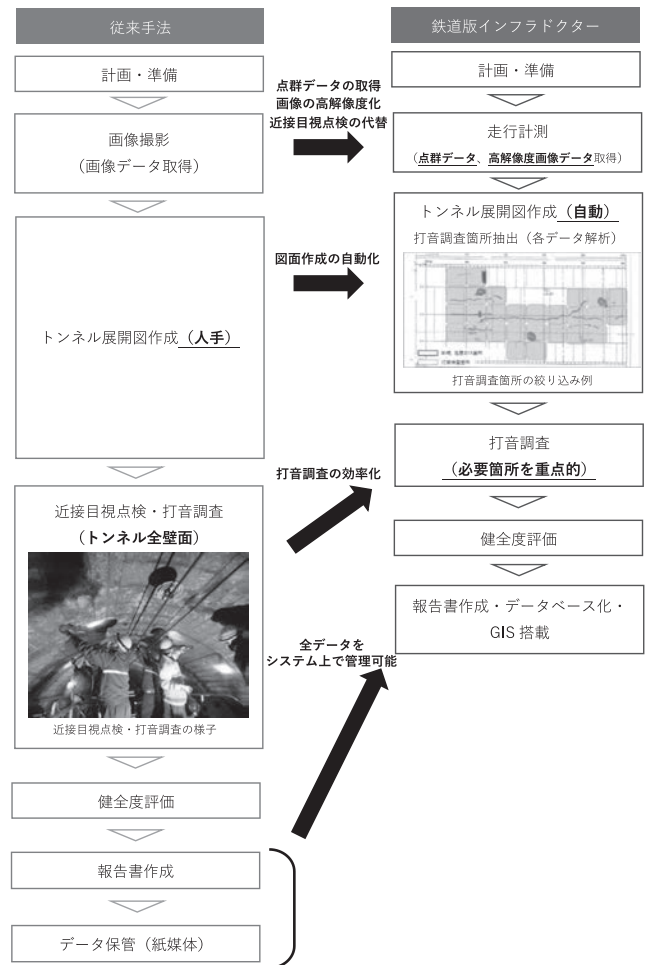 従来手法
計画・準備
画像撮影
（画像データ取得）
トンネル展開図作成（人手）
近接目視点検・打音調査
（トンネル全壁面）
近接目視点検・打音調査の様子
健全度評価
報告書作成
データ保管（紙媒体）
点群データの取得
画像の高解像度化
近接目視点検の代替
図面作成の自動化
打音調査の効率化
全データを
システム上で管理可能
鉄道版インフラドクター
計画・準備
走行計測
（点群データ、高解像度画像データ取得）
トンネル展開図作成（自動）
打音調査箇所抽出（各データ解析）
打音調査箇所の絞り込み例
打音調査
（必要箇所を重点的）
健全度評価
報告書作成・データベース化・
GIS 搭載